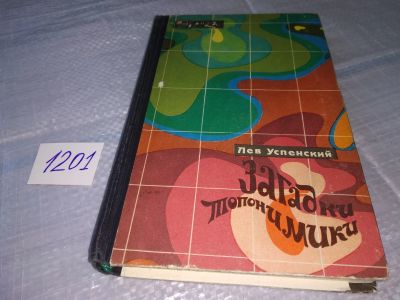 Лев Успенский
Загадки
топонимики
1201